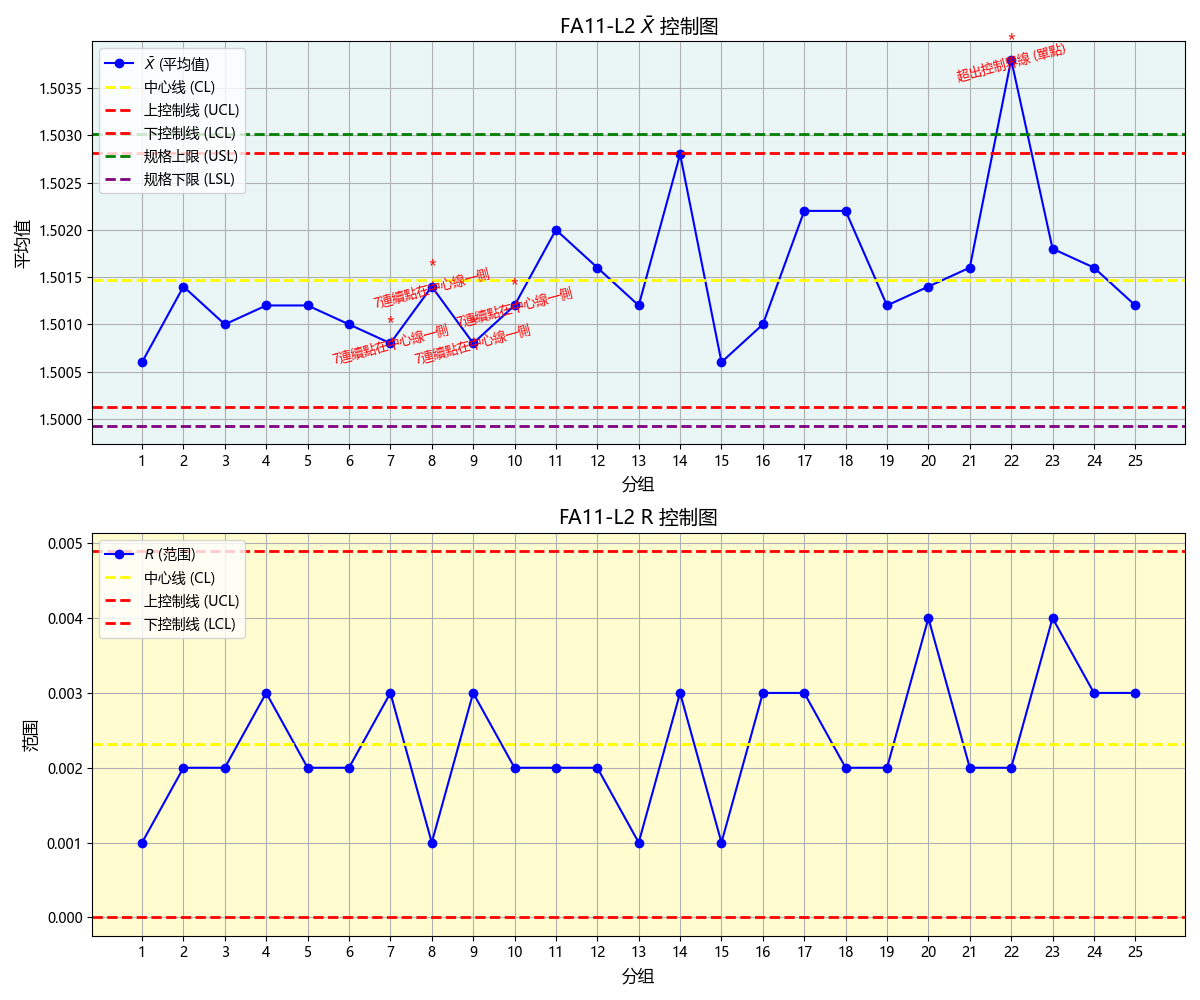 FA11-L2 X̄ 控制图
X̄ (平均值)
中心线 (CL)
上控制线 (UCL)
下控制线 (LCL)
规格上限 (USL)
规格下限 (LSL)
*
超出控制界線 (單點)
*
7連續點在中心線一側
*
7連續點在中心線一側
*
7連續點在中心線一側
*
7連續點在中心線一側
平均值
1.5035
1.5030
1.5025
1.5020
1.5015
1.5010
1.5005
1.5000
1 2 3 4 5 6 7 8 9 10 11 12 13 14 15 16 17 18 19 20 21 22 23 24 25
分组
FA11-L2 R 控制图
R (范围)
中心线 (CL)
上控制线 (UCL)
下控制线 (LCL)
范围
0.005
0.004
0.003
0.002
0.001
0.000
1 2 3 4 5 6 7 8 9 10 11 12 13 14 15 16 17 18 19 20 21 22 23 24 25
分组